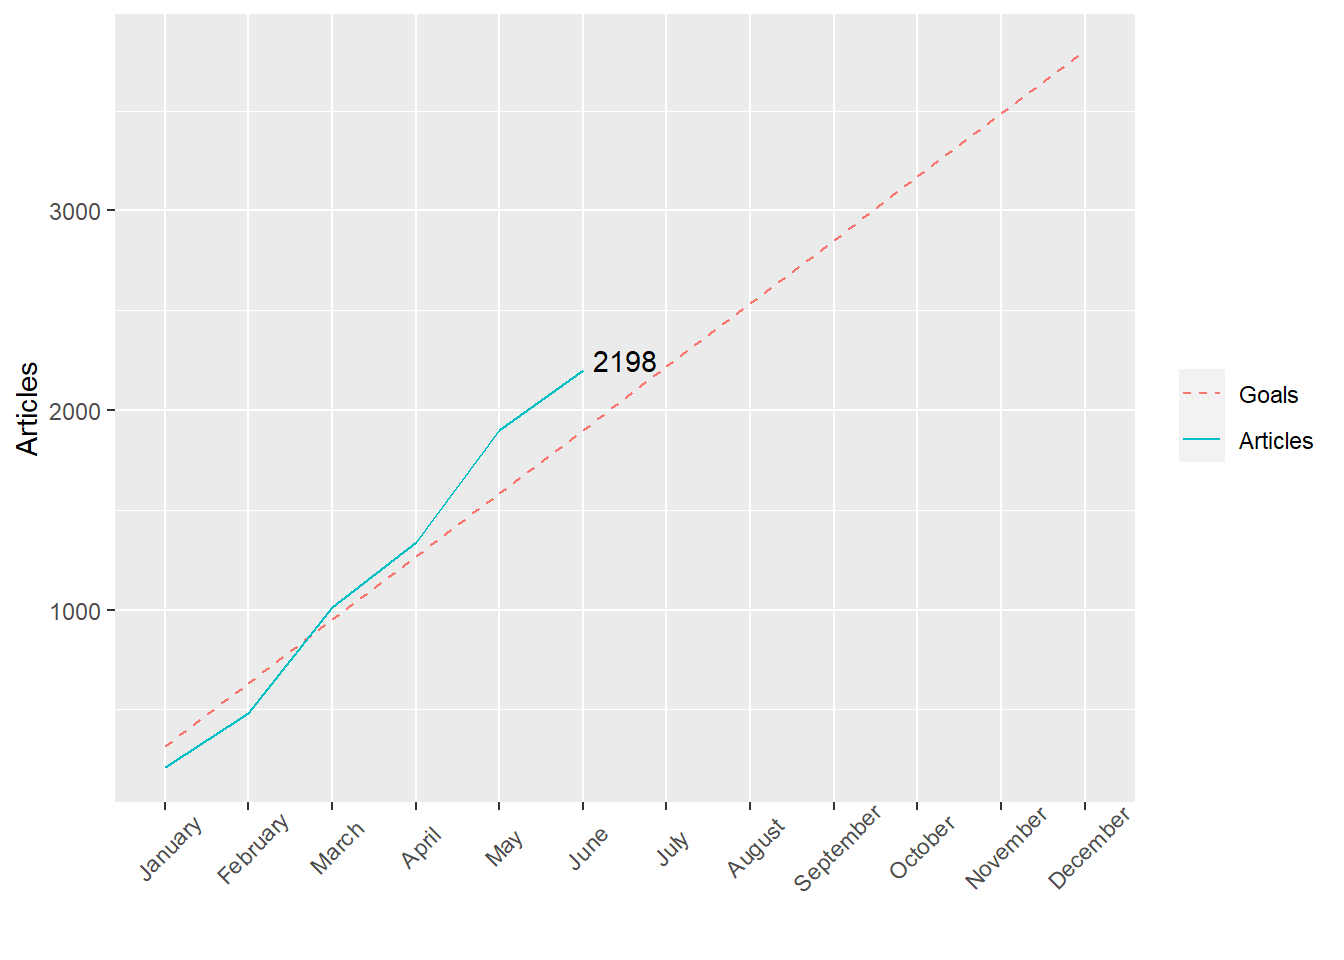 Articles
3000
2000
1000
2198
January
February
March
April
May
June
July
August
September
October
November
December
Goals
Articles